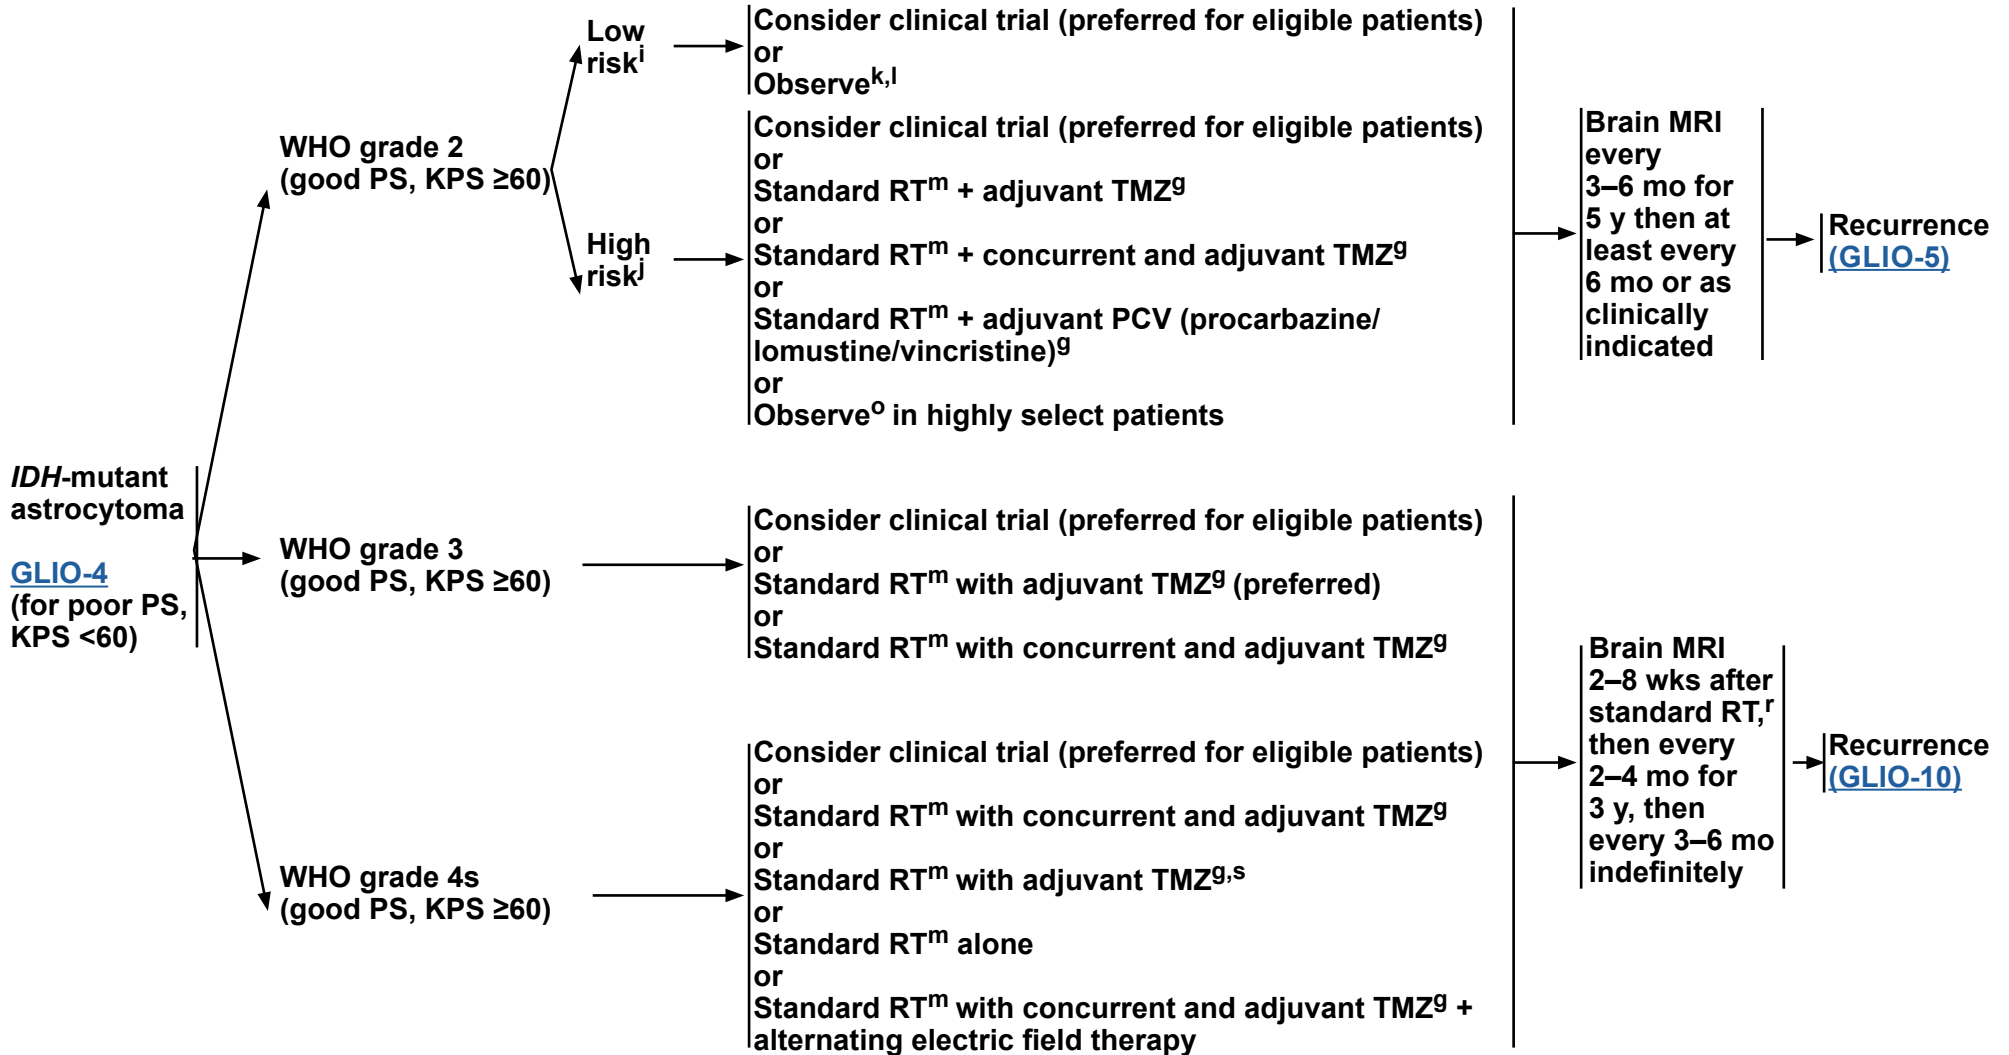 IDH-mutant
astrocytoma
GLIO-4
(for poor PS,
KPS <60)
WHO grade 2
(good PS, KPS ≥60)
Low
riskⁱ
Consider clinical trial (preferred for eligible patients)
or
Observeᵏ,ˡ
High
riskʲ
Consider clinical trial (preferred for eligible patients)
or
Standard RTᵐ + adjuvant TMZᵍ
or
Standard RTᵐ + concurrent and adjuvant TMZᵍ
or
Standard RTᵐ + adjuvant PCV (procarbazine/
lomustine/vincristine)ᵍ
or
Observeᵒ in highly select patients
Brain MRI
every
3–6 mo for
5 y then at
least every
6 mo or as
clinically
indicated
Recurrence
(GLIO-5)
WHO grade 3
(good PS, KPS ≥60)
Consider clinical trial (preferred for eligible patients)
or
Standard RTᵐ with adjuvant TMZᵍ (preferred)
or
Standard RTᵐ with concurrent and adjuvant TMZᵍ
WHO grade 4s
(good PS, KPS ≥60)
Consider clinical trial (preferred for eligible patients)
or
Standard RTᵐ with concurrent and adjuvant TMZᵍ
or
Standard RTᵐ with adjuvant TMZᵍ,ˢ
or
Standard RTᵐ alone
or
Standard RTᵐ with concurrent and adjuvant TMZᵍ +
alternating electric field therapy
Brain MRI
2–8 wks after
standard RT,ʳ
then every
2–4 mo for
3 y, then
every 3–6 mo
indefinitely
Recurrence
(GLIO-10)